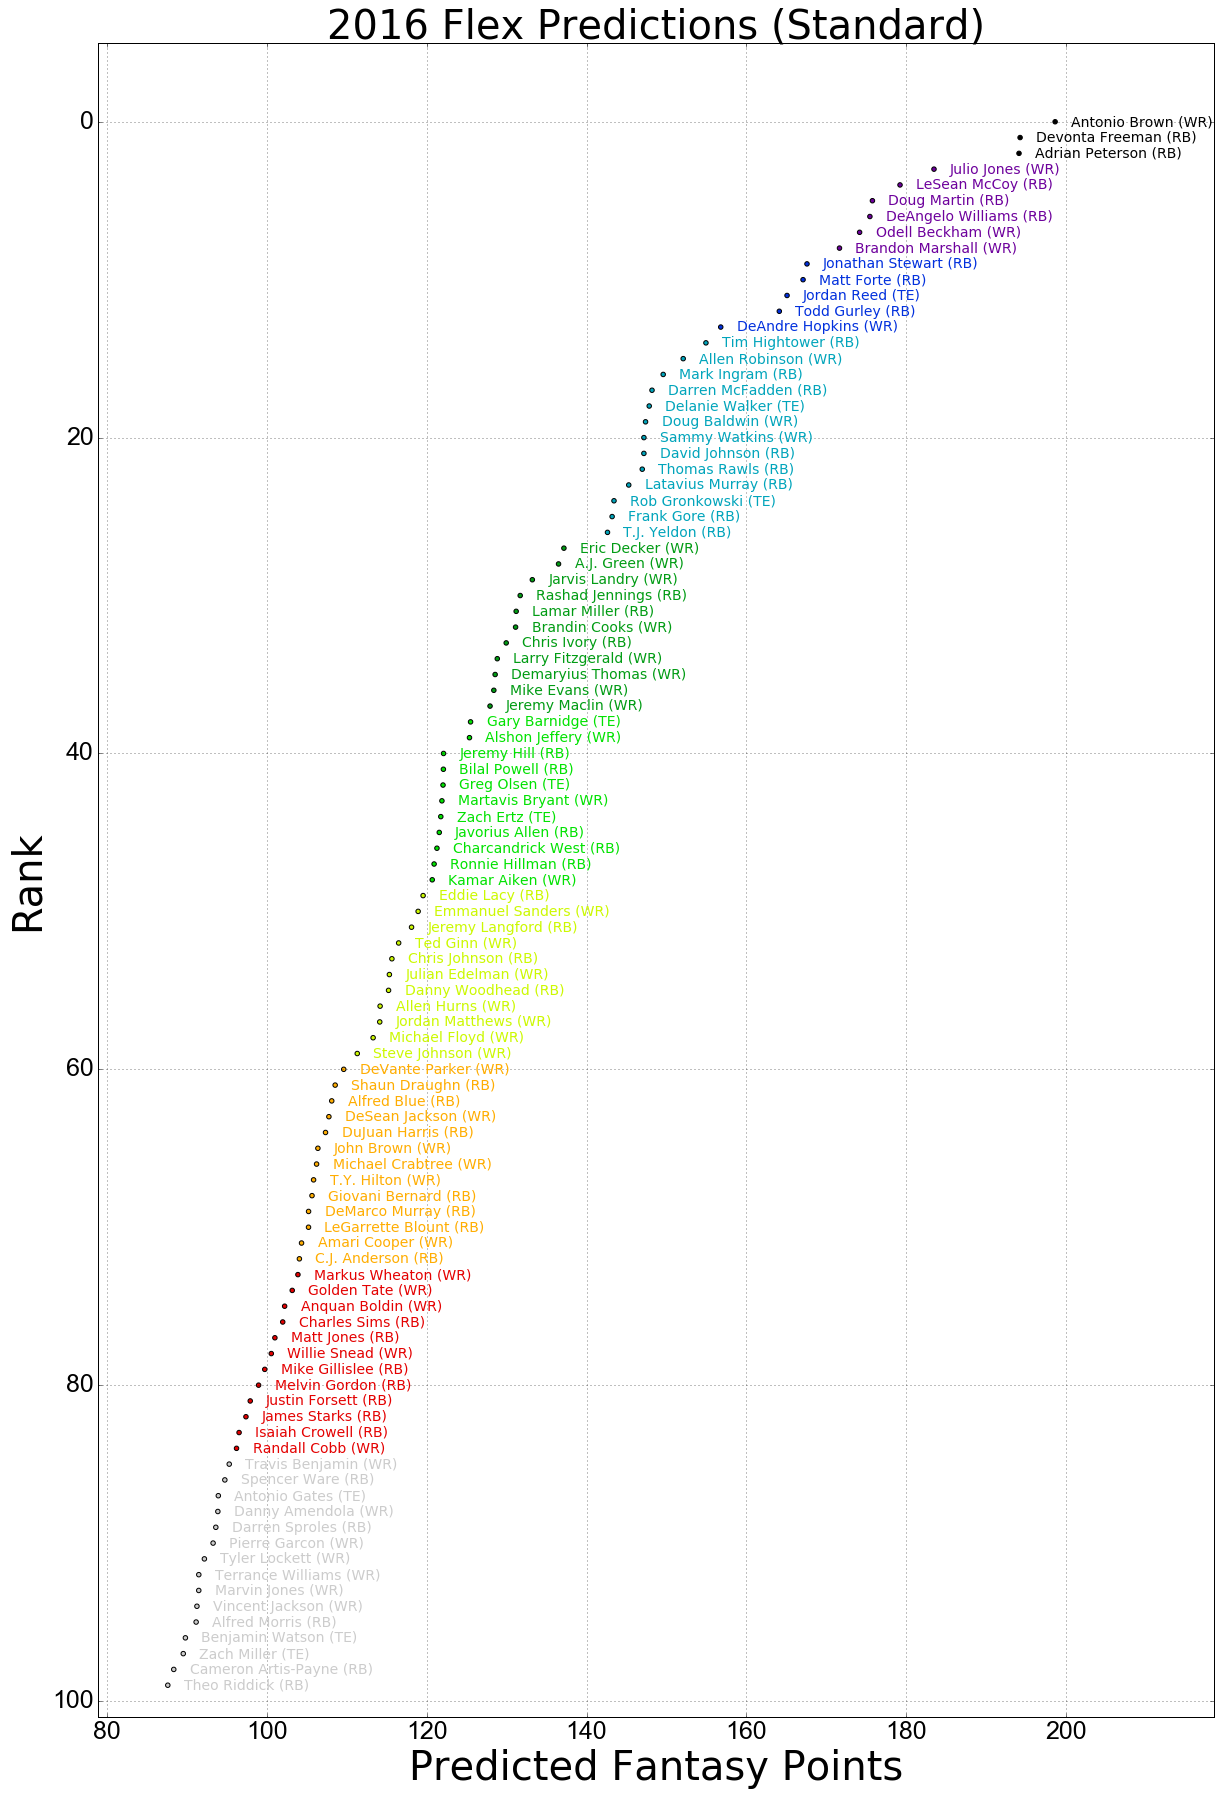 2016 Flex Predictions (Standard)
0
Antonio Brown (WR)
Devonta Freeman (RB)
Adrian Peterson (RB)
Julio Jones (WR)
LeSean McCoy (RB)
Doug Martin (RB)
DeAngelo Williams (RB)
Odell Beckham (WR)
Brandon Marshall (WR)
Jonathan Stewart (RB)
Matt Forte (RB)
Jordan Reed (TE)
Todd Gurley (RB)
DeAndre Hopkins (WR)
Tim Hightower (RB)
Allen Robinson (WR)
Mark Ingram (RB)
Darren McFadden (RB)
Delanie Walker (TE)
Doug Baldwin (WR)
20
Sammy Watkins (WR)
David Johnson (RB)
Thomas Rawls (RB)
Latavius Murray (RB)
Rob Gronkowski (TE)
Frank Gore (RB)
T.J. Yeldon (RB)
Eric Decker (WR)
A.J. Green (WR)
Jarvis Landry (WR)
Rashad Jennings (RB)
Lamar Miller (RB)
Brandin Cooks (WR)
Chris Ivory (RB)
Larry Fitzgerald (WR)
Demaryius Thomas (WR)
Mike Evans (WR)
Jeremy Maclin (WR)
Gary Barnidge (TE)
Alshon Jeffery (WR)
40
Jeremy Hill (RB)
Bilal Powell (RB)
Greg Olsen (TE)
Martavis Bryant (WR)
Zach Ertz (TE)
Javorius Allen (RB)
Charcandrick West (RB)
Ronnie Hillman (RB)
Kamar Aiken (WR)
Rank
Eddie Lacy (RB)
Emmanuel Sanders (WR)
Jeremy Langford (RB)
Ted Ginn (WR)
Chris Johnson (RB)
Julian Edelman (WR)
Danny Woodhead (RB)
Allen Hurns (WR)
Jordan Matthews (WR)
Michael Floyd (WR)
Steve Johnson (WR)
60
DeVante Parker (WR)
Shaun Draughn (RB)
Alfred Blue (RB)
DeSean Jackson (WR)
DuJuan Harris (RB)
John Brown (WR)
Michael Crabtree (WR)
T.Y. Hilton (WR)
Giovani Bernard (RB)
DeMarco Murray (RB)
LeGarrette Blount (RB)
Amari Cooper (WR)
C.J. Anderson (RB)
Markus Wheaton (WR)
Golden Tate (WR)
Anquan Boldin (WR)
Charles Sims (RB)
Matt Jones (RB)
Willie Snead (WR)
Mike Gillislee (RB)
80
Melvin Gordon (RB)
Justin Forsett (RB)
James Starks (RB)
Isaiah Crowell (RB)
Randall Cobb (WR)
Travis Benjamin (WR)
Spencer Ware (RB)
Antonio Gates (TE)
Danny Amendola (WR)
Darren Sproles (RB)
Pierre Garcon (WR)
Tyler Lockett (WR)
Terrance Williams (WR)
Marvin Jones (WR)
Vincent Jackson (WR)
Alfred Morris (RB)
Benjamin Watson (TE)
Zach Miller (TE)
Cameron Artis-Payne (RB)
Theo Riddick (RB)
100
80 100 120 140 160 180 200
Predicted Fantasy Points